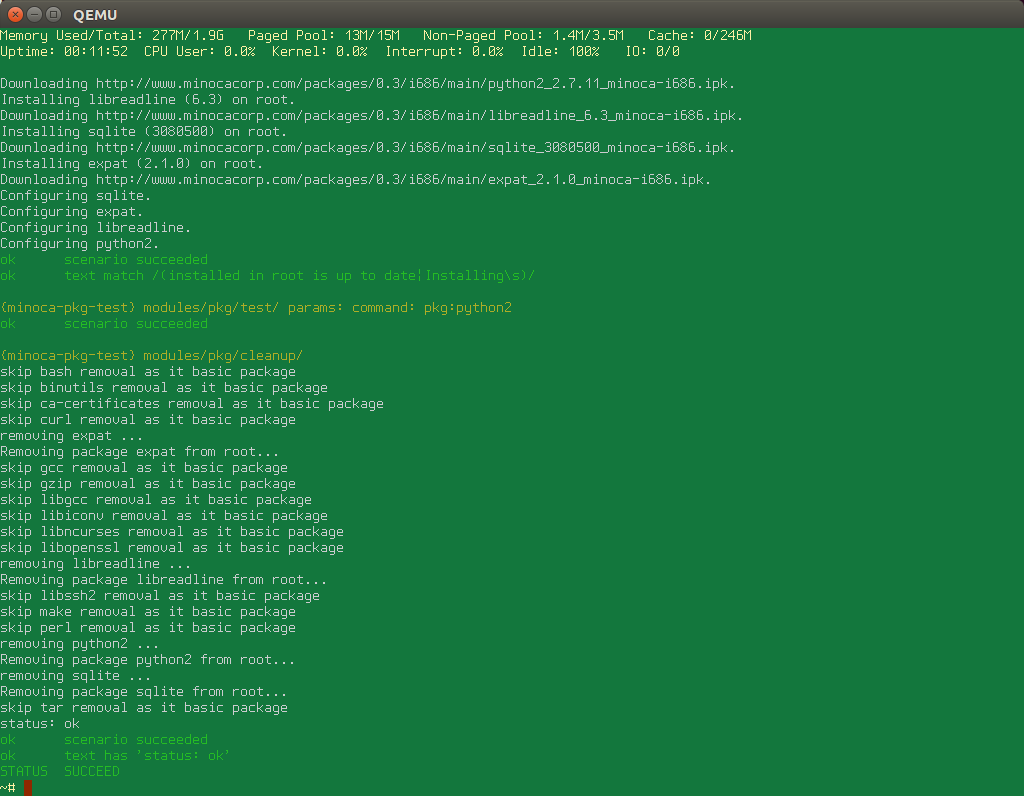 QEMU
Memory Used/Total: 277M/1.9G   Paged Pool: 13M/15M   Non-Paged Pool: 1.4M/3.5M   Cache: 0/246M
Uptime: 00:11:52  CPU User: 0.0%  Kernel: 0.0%  Interrupt: 0.0%  Idle: 100%   IO: 0/0
Downloading http://www.minocacorp.com/packages/0.3/i686/main/python2_2.7.11_minoca-i686.ipk.
Installing libreadline (6.3) on root.
Downloading http://www.minocacorp.com/packages/0.3/i686/main/libreadline_6.3_minoca-i686.ipk.
Installing sqlite (3080500) on root.
Downloading http://www.minocacorp.com/packages/0.3/i686/main/sqlite_3080500_minoca-i686.ipk.
Installing expat (2.1.0) on root.
Downloading http://www.minocacorp.com/packages/0.3/i686/main/expat_2.1.0_minoca-i686.ipk.
Configuring sqlite.
Configuring expat.
Configuring libreadline.
Configuring python2.
ok      scenario succeeded
ok      text match /(installed in root is up to date|Installing\s)/
{minoca-pkg-test} modules/pkg/test/ params: command: pkg:python2
ok      scenario succeeded
{minoca-pkg-test} modules/pkg/cleanup/
skip bash removal as it basic package
skip binutils removal as it basic package
skip ca-certificates removal as it basic package
skip curl removal as it basic package
removing expat ...
Removing package expat from root...
skip gcc removal as it basic package
skip gzip removal as it basic package
skip libgcc removal as it basic package
skip libiconv removal as it basic package
skip libncurses removal as it basic package
skip libopenssl removal as it basic package
removing libreadline ...
Removing package libreadline from root...
skip libssh2 removal as it basic package
skip make removal as it basic package
skip perl removal as it basic package
removing python2 ...
Removing package python2 from root...
removing sqlite ...
Removing package sqlite from root...
skip tar removal as it basic package
status: ok
ok      scenario succeeded
ok      text has 'status: ok'
STATUS  SUCCEED
~#